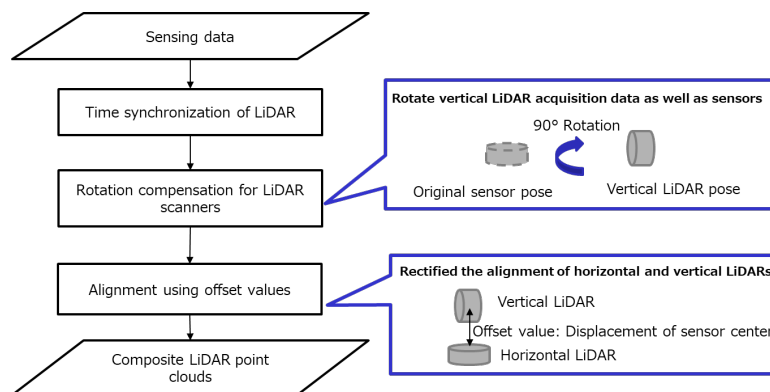 Sensing data
Time synchronization of LiDAR
Rotation compensation for LiDAR
scanners
Alignment using offset values
Composite LiDAR point
clouds
Rotate vertical LiDAR acquisition data as well as sensors
90° Rotation
Original sensor pose
Vertical LiDAR pose
Rectified the alignment of horizontal and vertical LiDARs
Vertical LiDAR
Offset value: Displacement of sensor center
Horizontal LiDAR